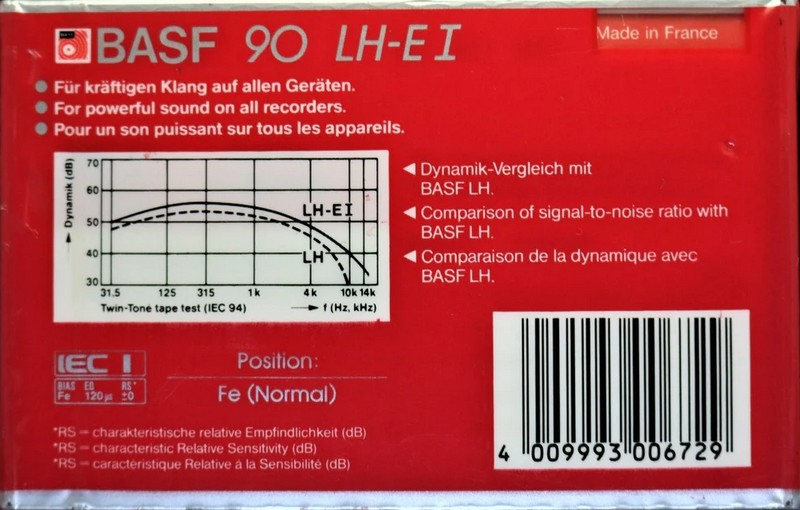 BASF 90 LH-E I
Made in France
Für kräftigen Klang auf allen Geräten.
For powerful sound on all recorders.
Pour un son puissant sur tous les appareils.
Dynamik (dB)
70
60
50
40
30
LH-EI
LH
31.5 125 315 1k 4k 10k 14k
Twin-Tone tape test (IEC 94) f (Hz, kHz)
Dynamik-Vergleich mit
BASF LH.
Comparison of signal-to-noise ratio with
BASF LH.
Comparaison de la dynamique avec
BASF LH.
IEC I
BIAS EQ RS*
Fe 120 µs ±0
Position:
Fe (Normal)
*RS = charakteristische relative Empfindlichkeit (dB)
*RS = characteristic Relative Sensitivity (dB)
*RS = caractéristique Relative à la Sensibilité (dB)
4 009993 006729